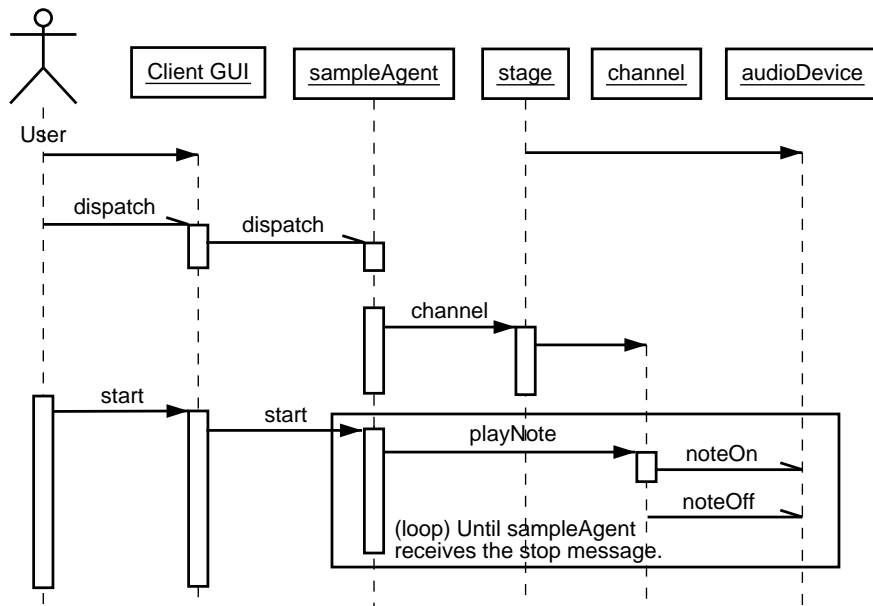 Client GUI
sampleAgent
stage
channel
audioDevice
User
dispatch
dispatch
channel
start
start
playNote
noteOn
noteOff
(loop) Until sampleAgent
receives the stop message.